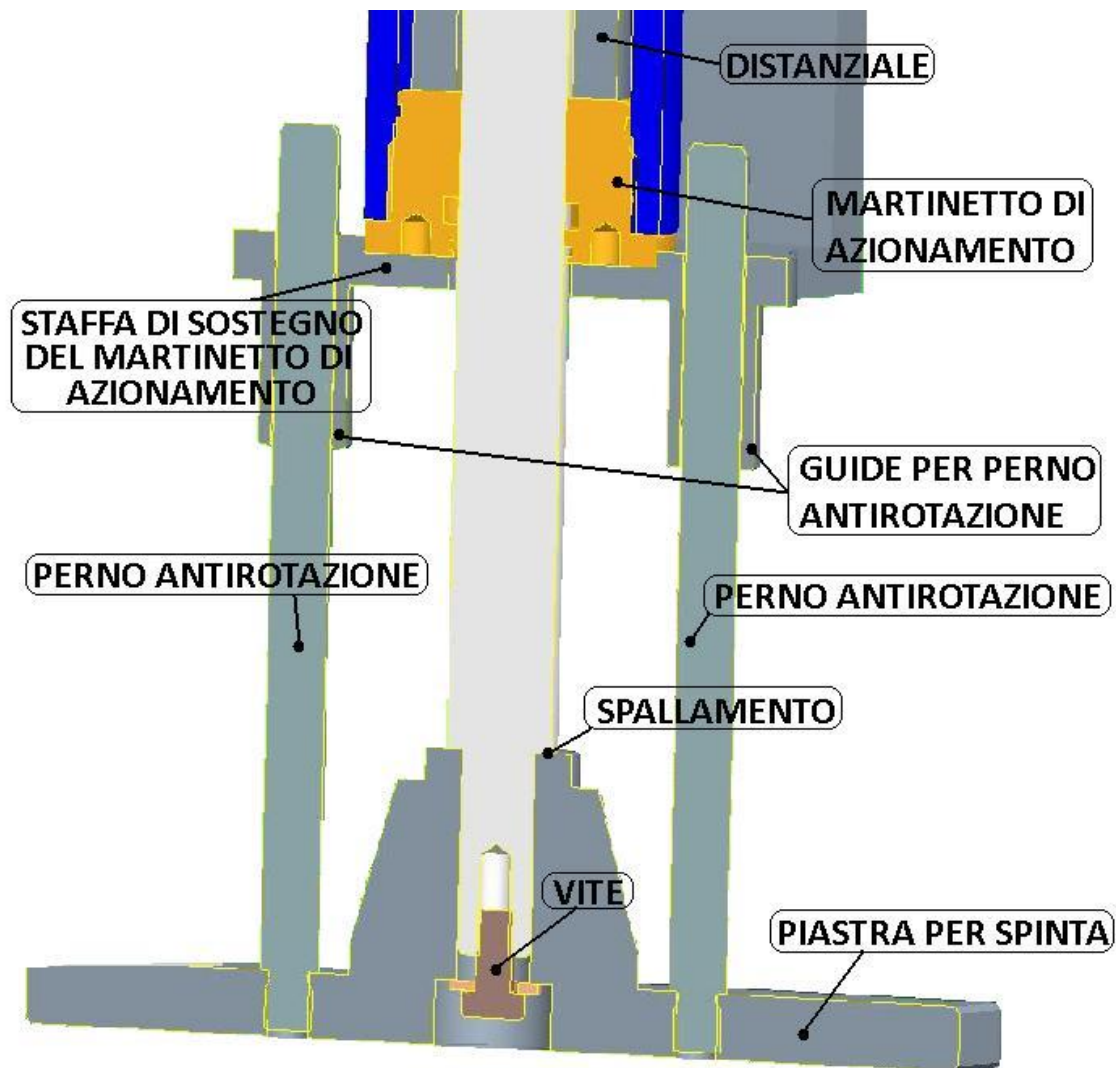 DISTANZIALE
MARTINETTO DI
AZIONAMENTO
STAFFA DI SOSTEGNO
DEL MARTINETTO DI
AZIONAMENTO
GUIDE PER PERNO
ANTIROTAZIONE
PERNO ANTIROTAZIONE
PERNO ANTIROTAZIONE
SPALLAMENTO
VITE
PIASTRA PER SPINTA